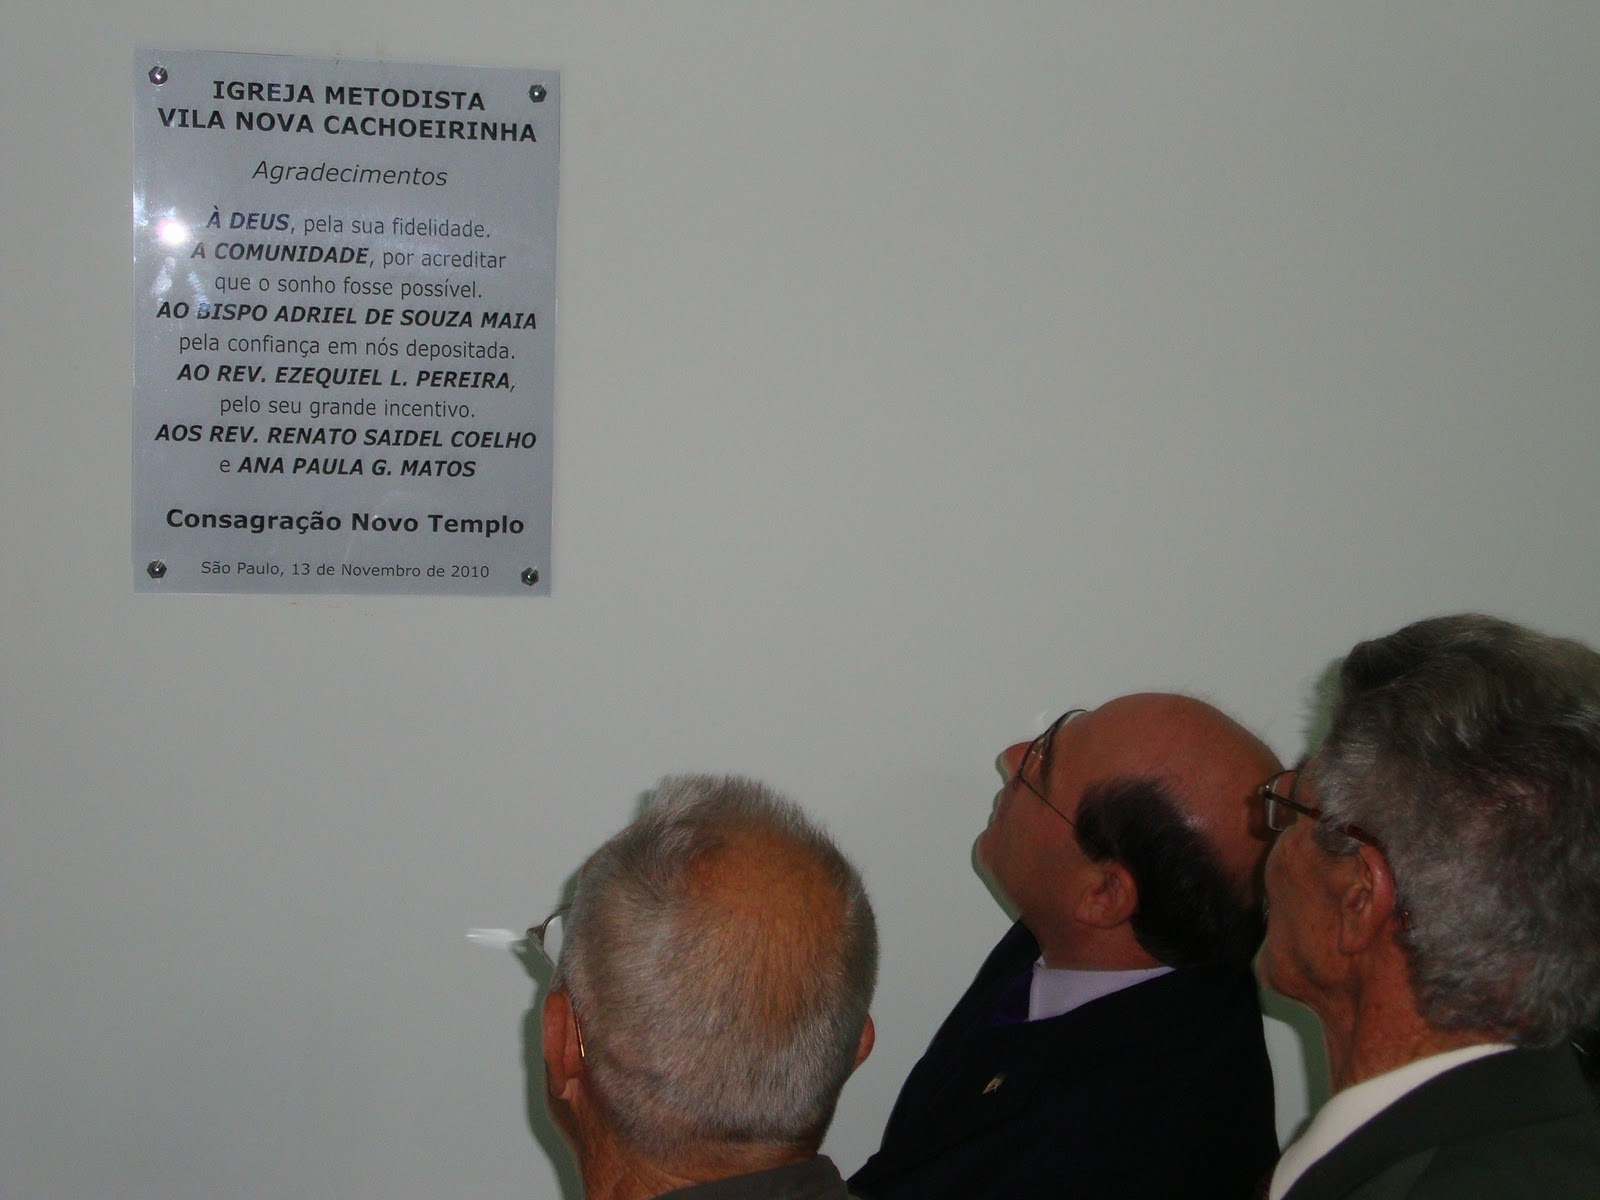 IGREJA METODISTA
VILA NOVA CACHOEIRINHA
Agradecimentos
À DEUS, pela sua fidelidade.
A COMUNIDADE, por acreditar
que o sonho fosse possível.
AO BISPO ADRIEL DE SOUZA MAIA
pela confiança em nós depositada.
AO REV. EZEQUIEL L. PEREIRA,
pelo seu grande incentivo.
AOS REV. RENATO SAIDEL COELHO
e ANA PAULA G. MATOS
Consagração Novo Templo
São Paulo, 13 de Novembro de 2010